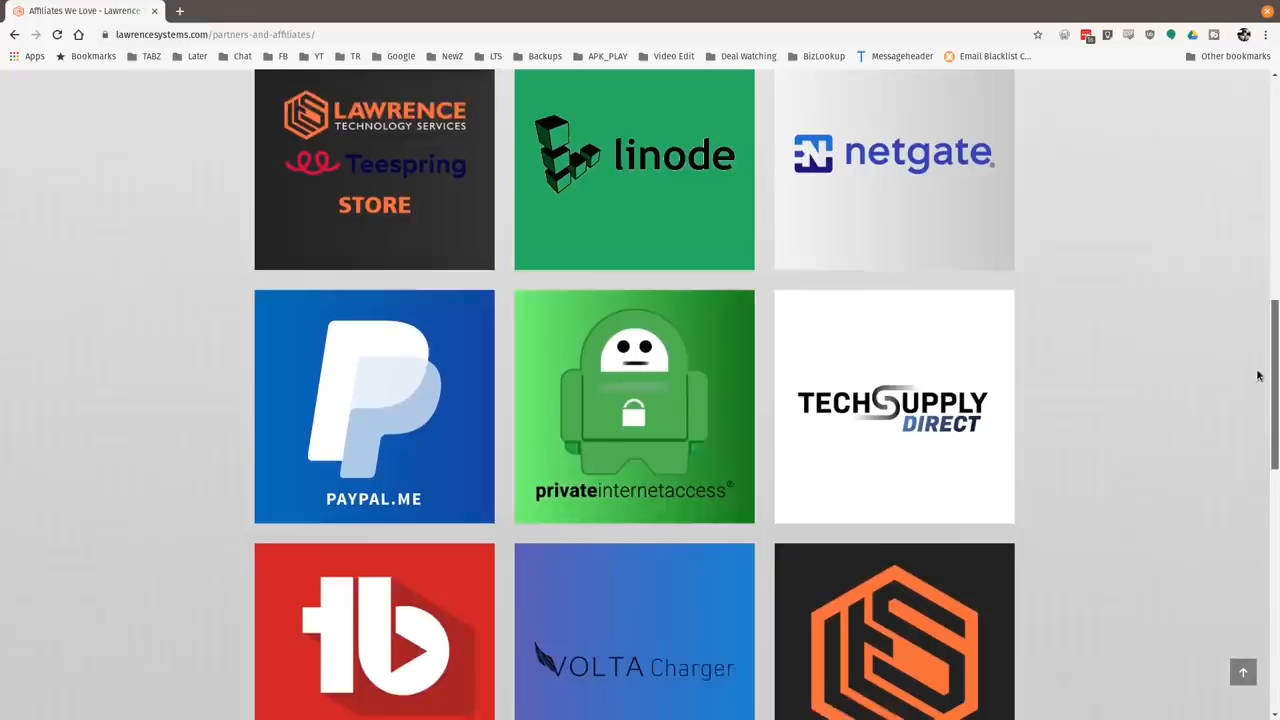 Affiliates We Love - Lawrence
lawrencesystems.com/partners-and-affiliates/
Apps Bookmarks TABZ Later Chat FB YT TR Google NewZ LTS Backups APK_PLAY Video Edit Deal Watching BizLookup Messageheader Email Blacklist C... Other bookmarks
LAWRENCE
TECHNOLOGY SERVICES
Teespring
STORE
linode
netgate
PAYPAL.ME
privateinternetaccess®
TECHSUPPLY
DIRECT
tb
VOLTA Charger